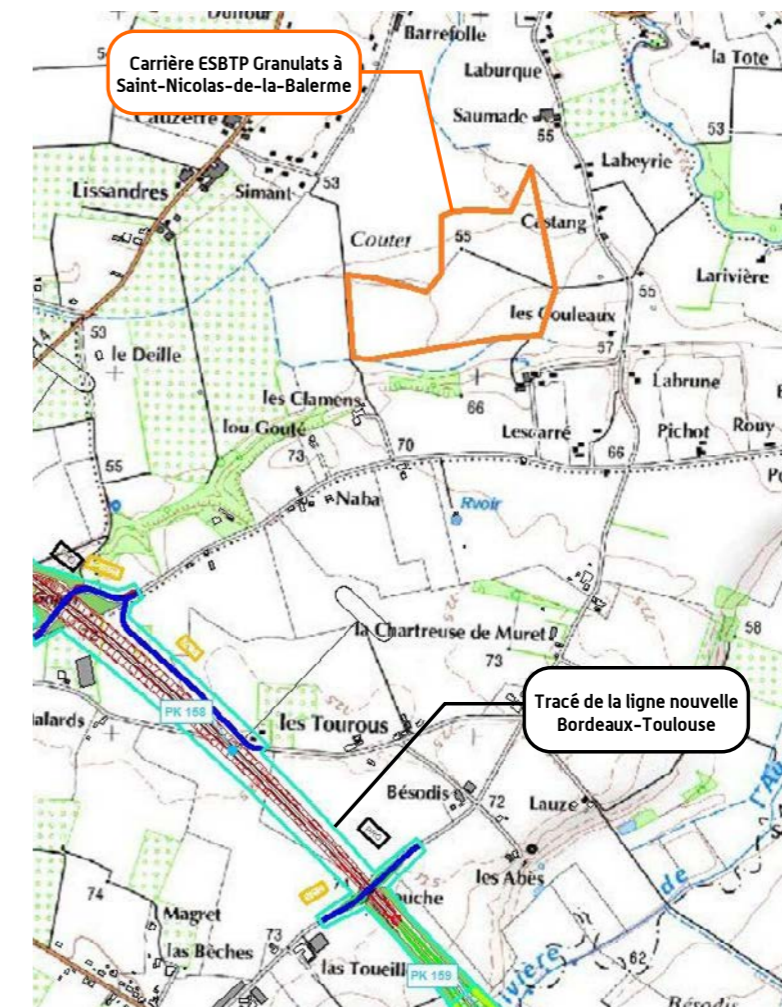 Dufour
Barrefolle
la Tote
Carrière ESBTP Granulats à
Saint-Nicolas-de-la-Balerme
Laburque
Cauzette
Saumade
55
53
Labeyrie
Lissandres
Simant
53
Couter
55
Castang
Larivière
55
les Couleaux
53
le Deille
57
Labrune
les Clamens
66
lou Gouté
Lescarré
Pichot
Rouy
73
70
66
55
Naba
Rvoir
la Chartreuse de Muret
58
73
Tracé de la ligne nouvelle
Bordeaux-Toulouse
PK 158
les Tourous
Bésodis
72
Lauze
les Abès
de
74
Magret
73
las Bèches
62
las Toueill
PK 159
Bésodis